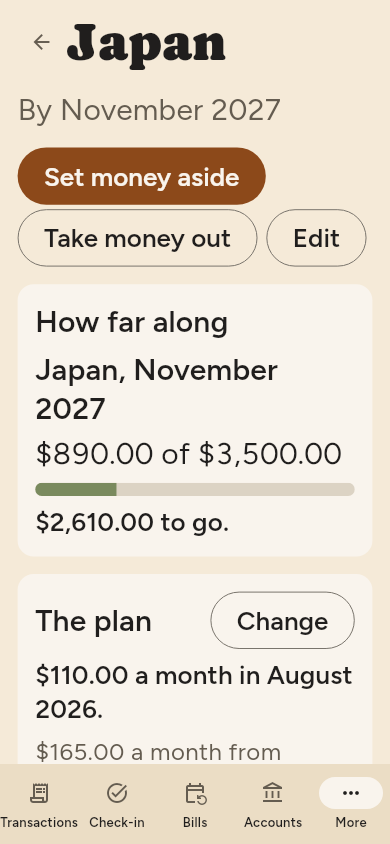 Japan
By November 2027
Set money aside
Take money out
Edit
How far along
Japan, November
2027
$890.00 of $3,500.00
$2,610.00 to go.
The plan
Change
$110.00 a month in August
2026.
$165.00 a month from
Transactions
Check-in
Bills
Accounts
More